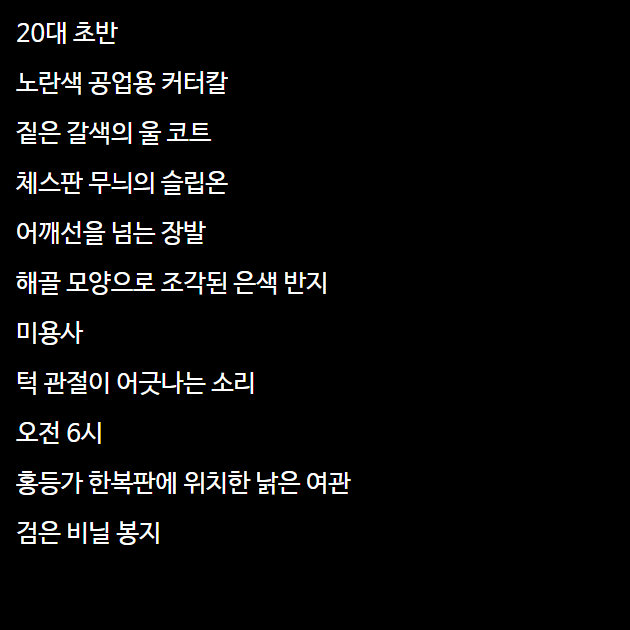 20대 초반
노란색 공업용 커터칼
짙은 갈색의 울 코트
체스판 무늬의 슬립온
어깨선을 넘는 장발
해골 모양으로 조각된 은색 반지
미용사
턱 관절이 어긋나는 소리
오전 6시
홍등가 한복판에 위치한 낡은 여관
검은 비닐 봉지